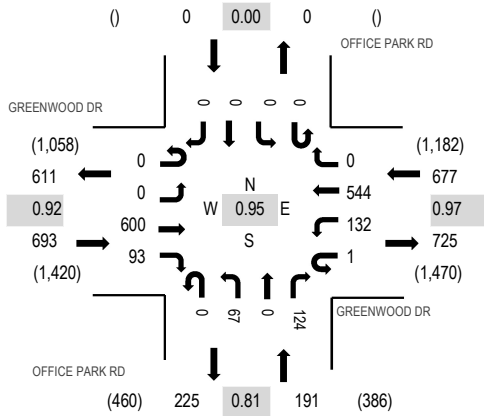 () 0 0.00 0 ()
OFFICE PARK RD
GREENWOOD DR
0 0 0 0
(1,058) (1,182)
611 0 0 677
N
0 544
0.92 W 0.95 E 0.97
600 132
S
693 93 1 725
(1,420) (1,470)
0 67 0 124
GREENWOOD DR
OFFICE PARK RD
(460) 225 0.81 191 (386)